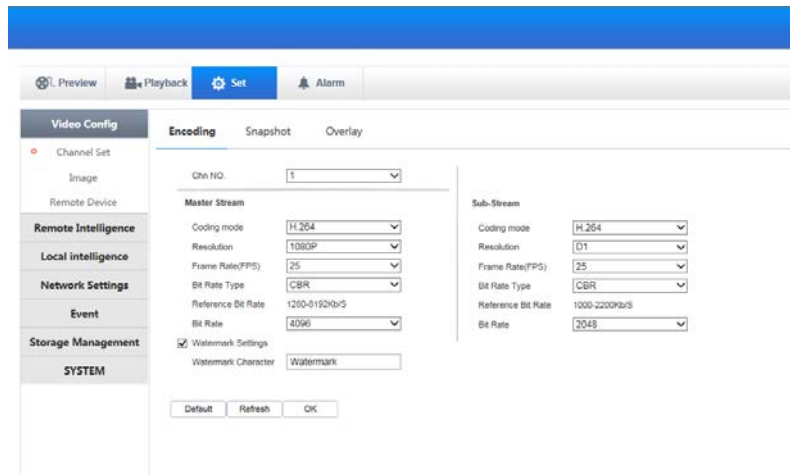 Preview Playback Set Alarm
Video Config
Channel Set
Image
Remote Device
Remote Intelligence
Local intelligence
Network Settings
Event
Storage Management
SYSTEM
Encoding Snapshot Overlay
Chn NO. 1
Master Stream
Coding mode H.264
Resolution 1080P
Frame Rate(FPS) 25
Bit Rate Type CBR
Reference Bit Rate 1280-8192Kb/S
Bit Rate 4096
Watermark Settings
Watermark Character Watermark
Sub-Stream
Coding mode H.264
Resolution D1
Frame Rate(FPS) 25
Bit Rate Type CBR
Reference Bit Rate 1000-2200Kb/S
Bit Rate 2048
Default Refresh OK